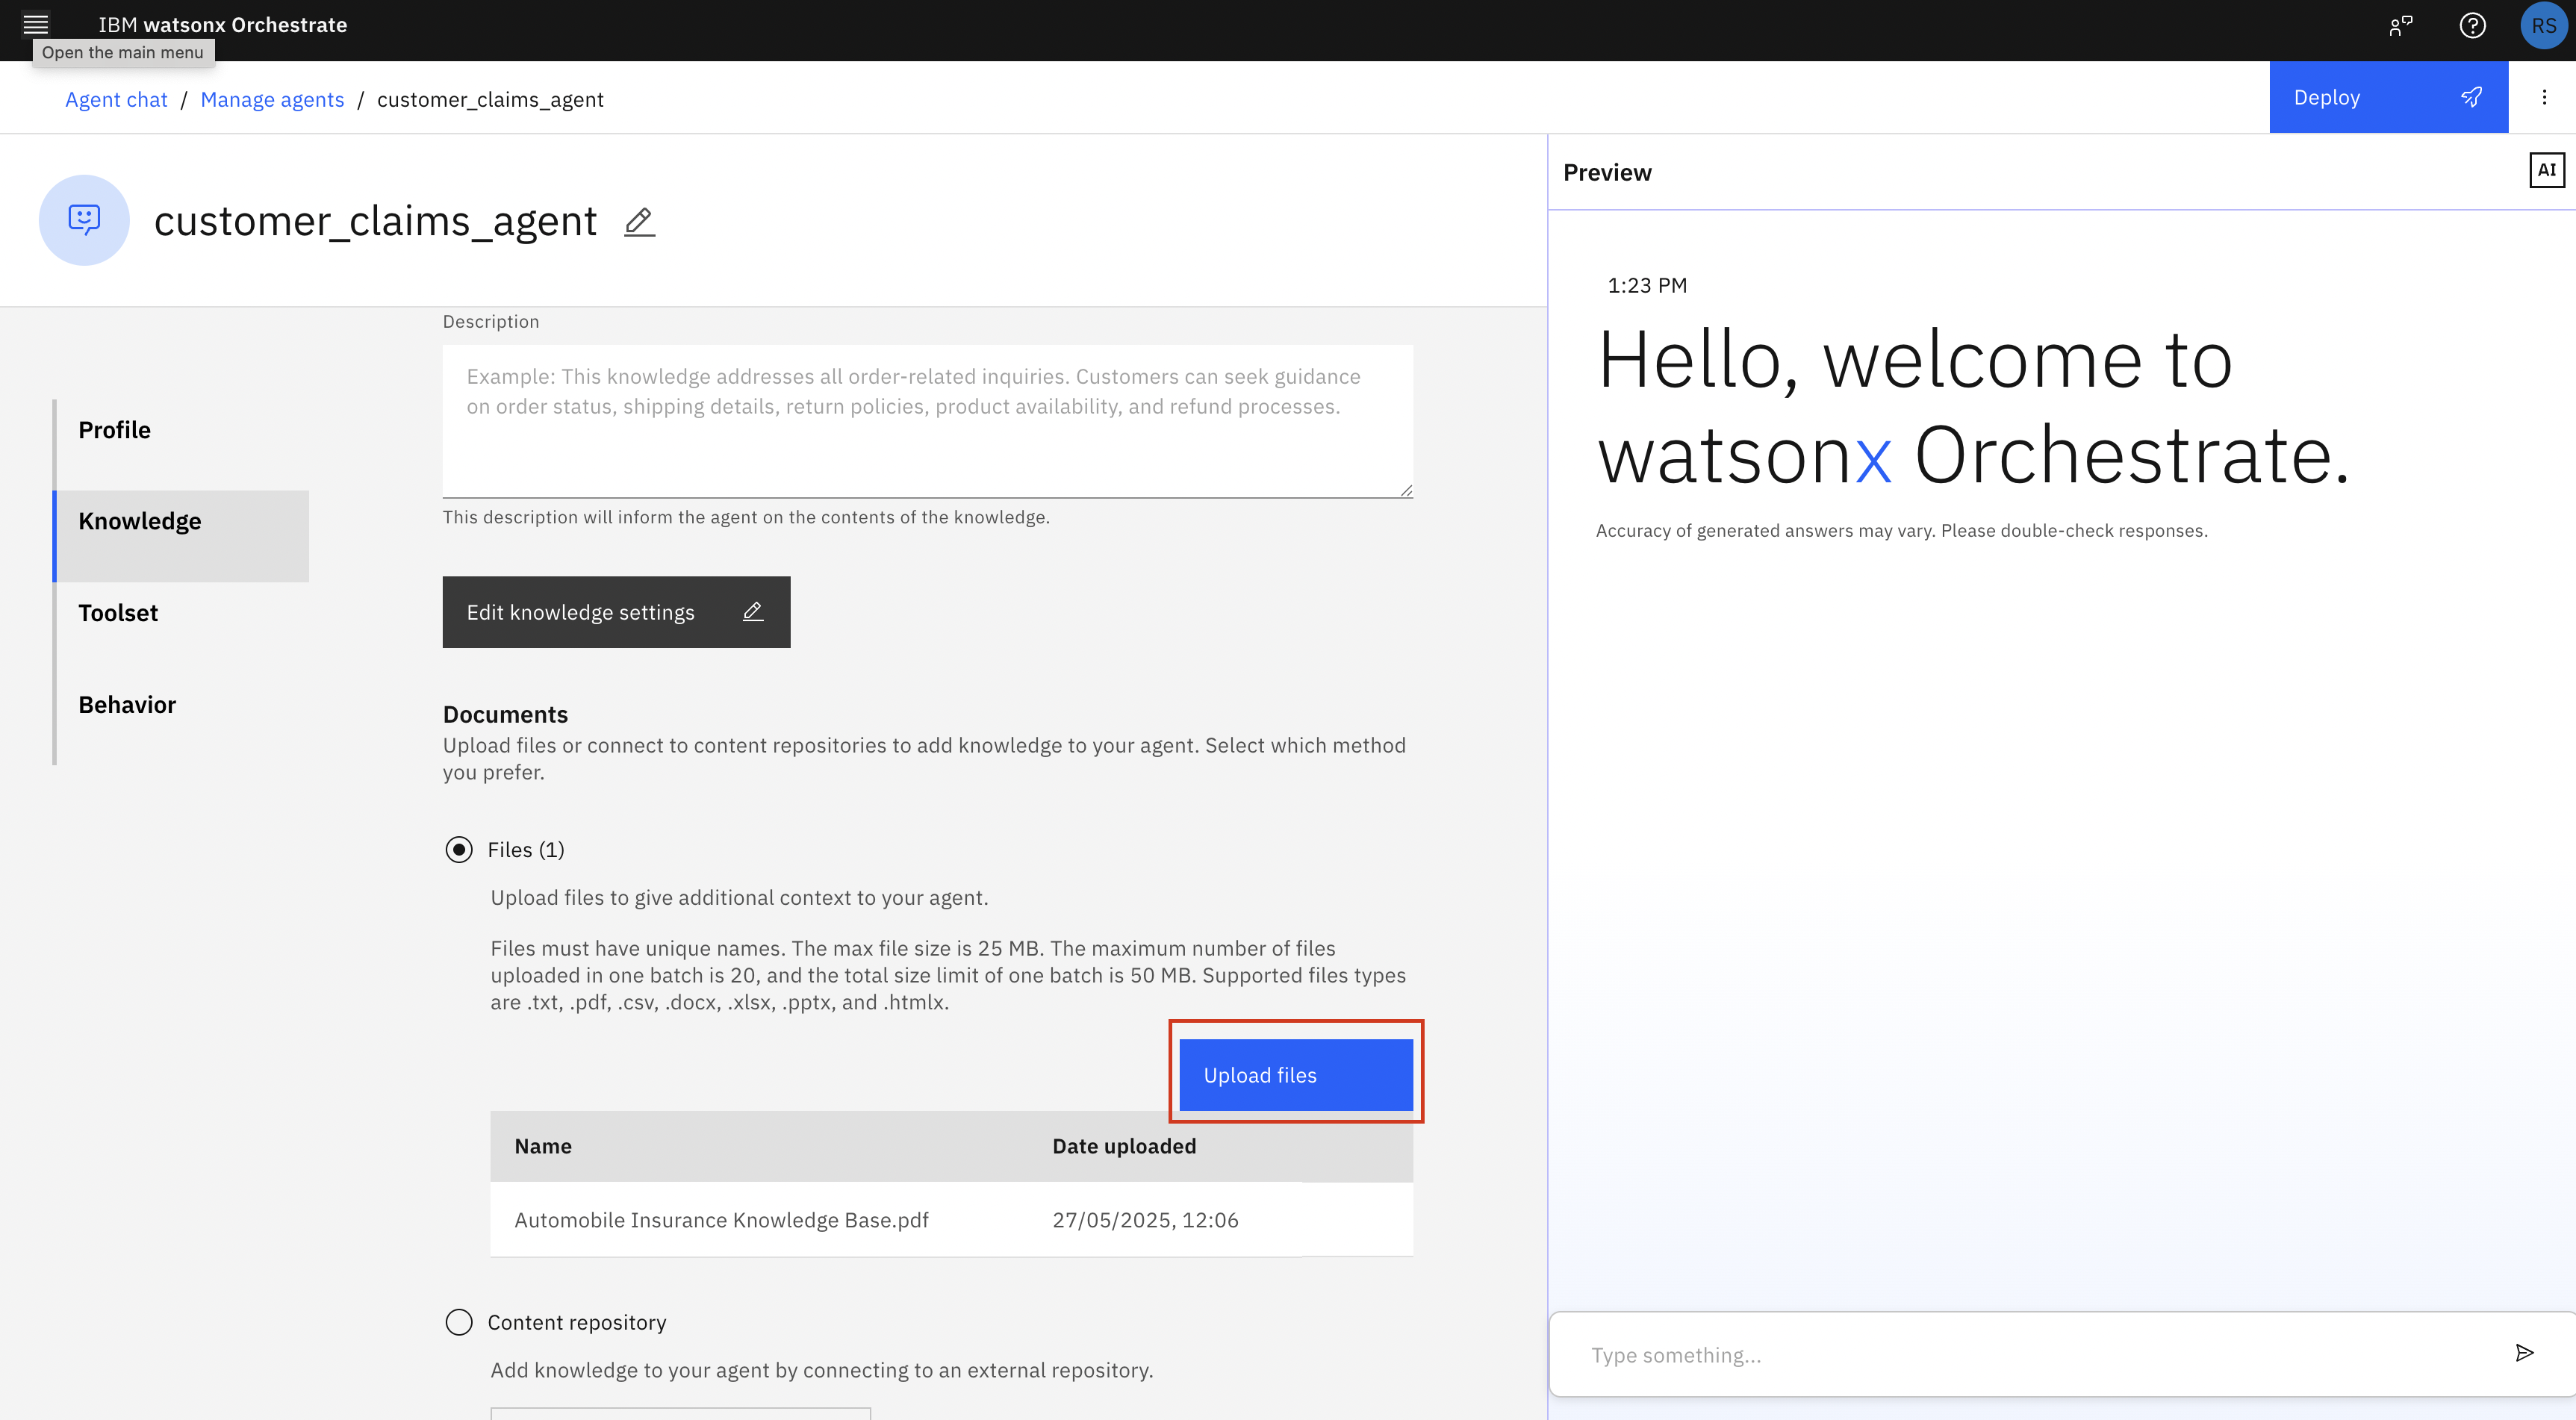 IBM watsonx Orchestrate
RS
Open the main menu
Agent chat / Manage agents / customer_claims_agent
Deploy
customer_claims_agent
Profile
Knowledge
Toolset
Behavior
Description
Example: This knowledge addresses all order-related inquiries. Customers can seek guidance
on order status, shipping details, return policies, product availability, and refund processes.
This description will inform the agent on the contents of the knowledge.
Edit knowledge settings
Documents
Upload files or connect to content repositories to add knowledge to your agent. Select which method
you prefer.
Files (1)
Upload files to give additional context to your agent.
Files must have unique names. The max file size is 25 MB. The maximum number of files
uploaded in one batch is 20, and the total size limit of one batch is 50 MB. Supported files types
are .txt, .pdf, .csv, .docx, .xlsx, .pptx, and .htmlx.
Upload files
Name Date uploaded
Automobile Insurance Knowledge Base.pdf 27/05/2025, 12:06
Content repository
Add knowledge to your agent by connecting to an external repository.
Preview
AI
1:23 PM
Hello, welcome to
watsonx Orchestrate.
Accuracy of generated answers may vary. Please double-check responses.
Type something...